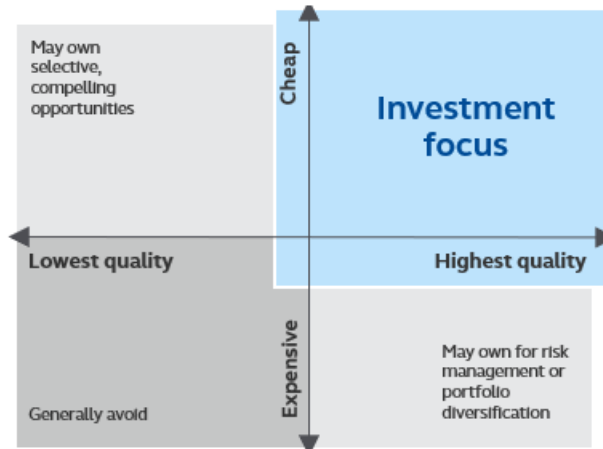 May own
selective,
compelling
opportunities
Cheap
Investment
focus
Lowest quality
Highest quality
Expensive
May own for risk
management or
portfolio
diversification
Generally avoid